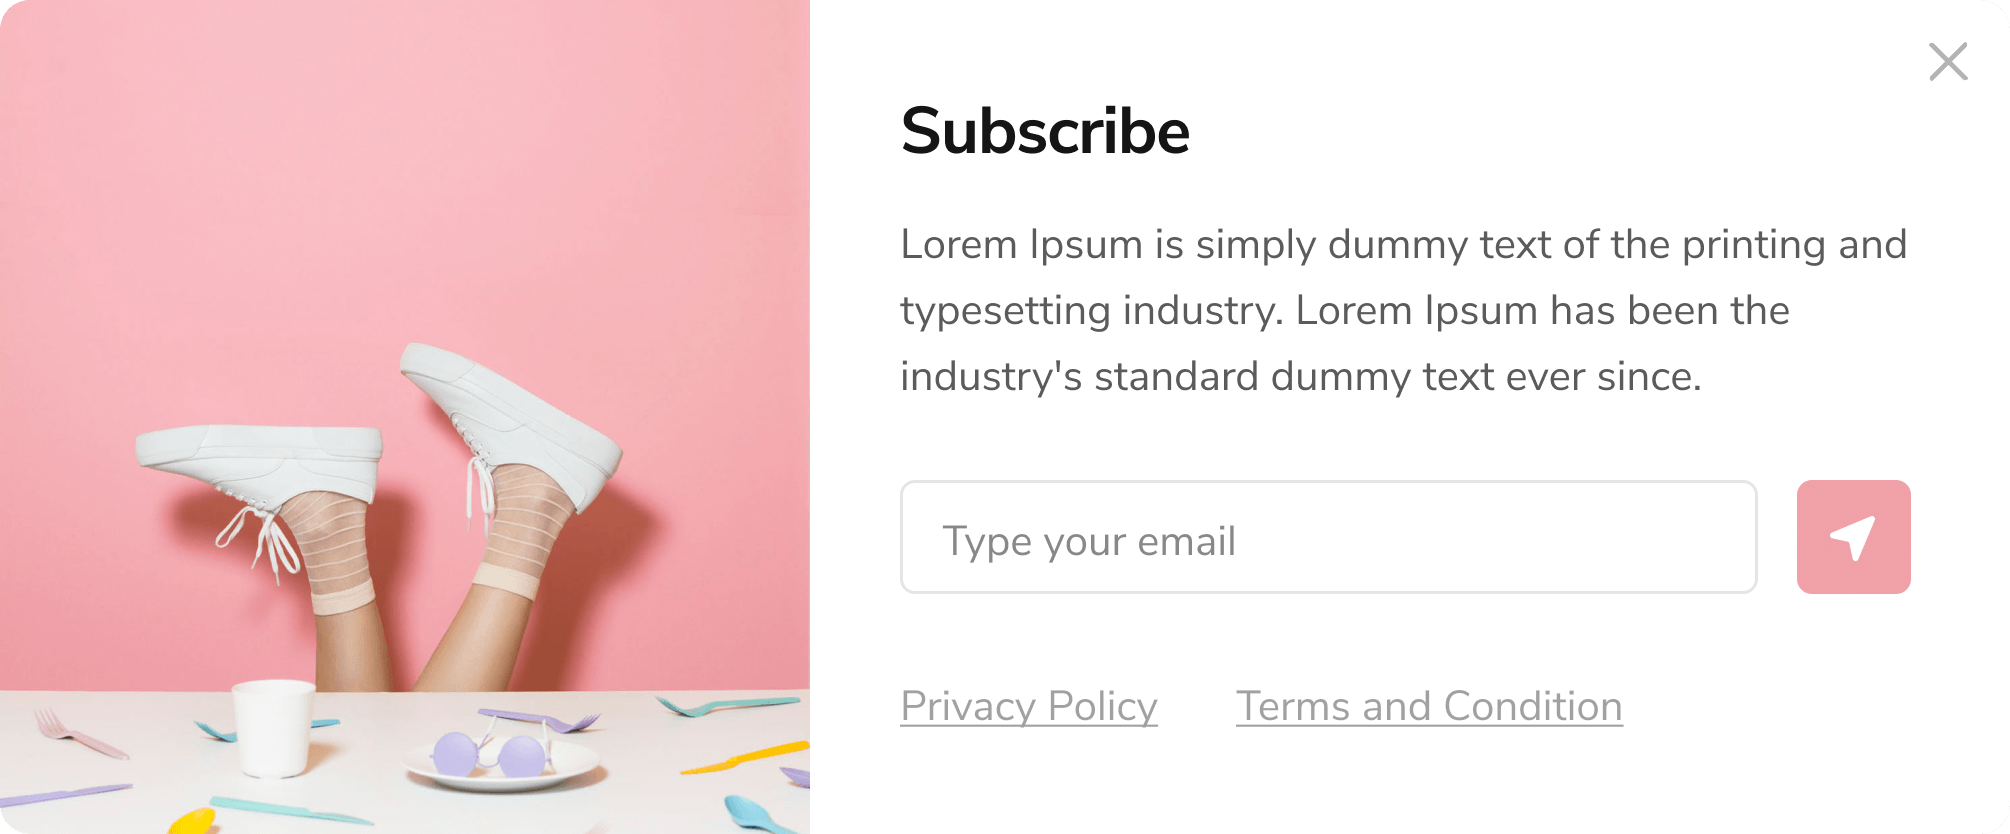 Subscribe
Lorem Ipsum is simply dummy text of the printing and
typesetting industry. Lorem Ipsum has been the
industry's standard dummy text ever since.
Type your email
Privacy Policy
Terms and Condition